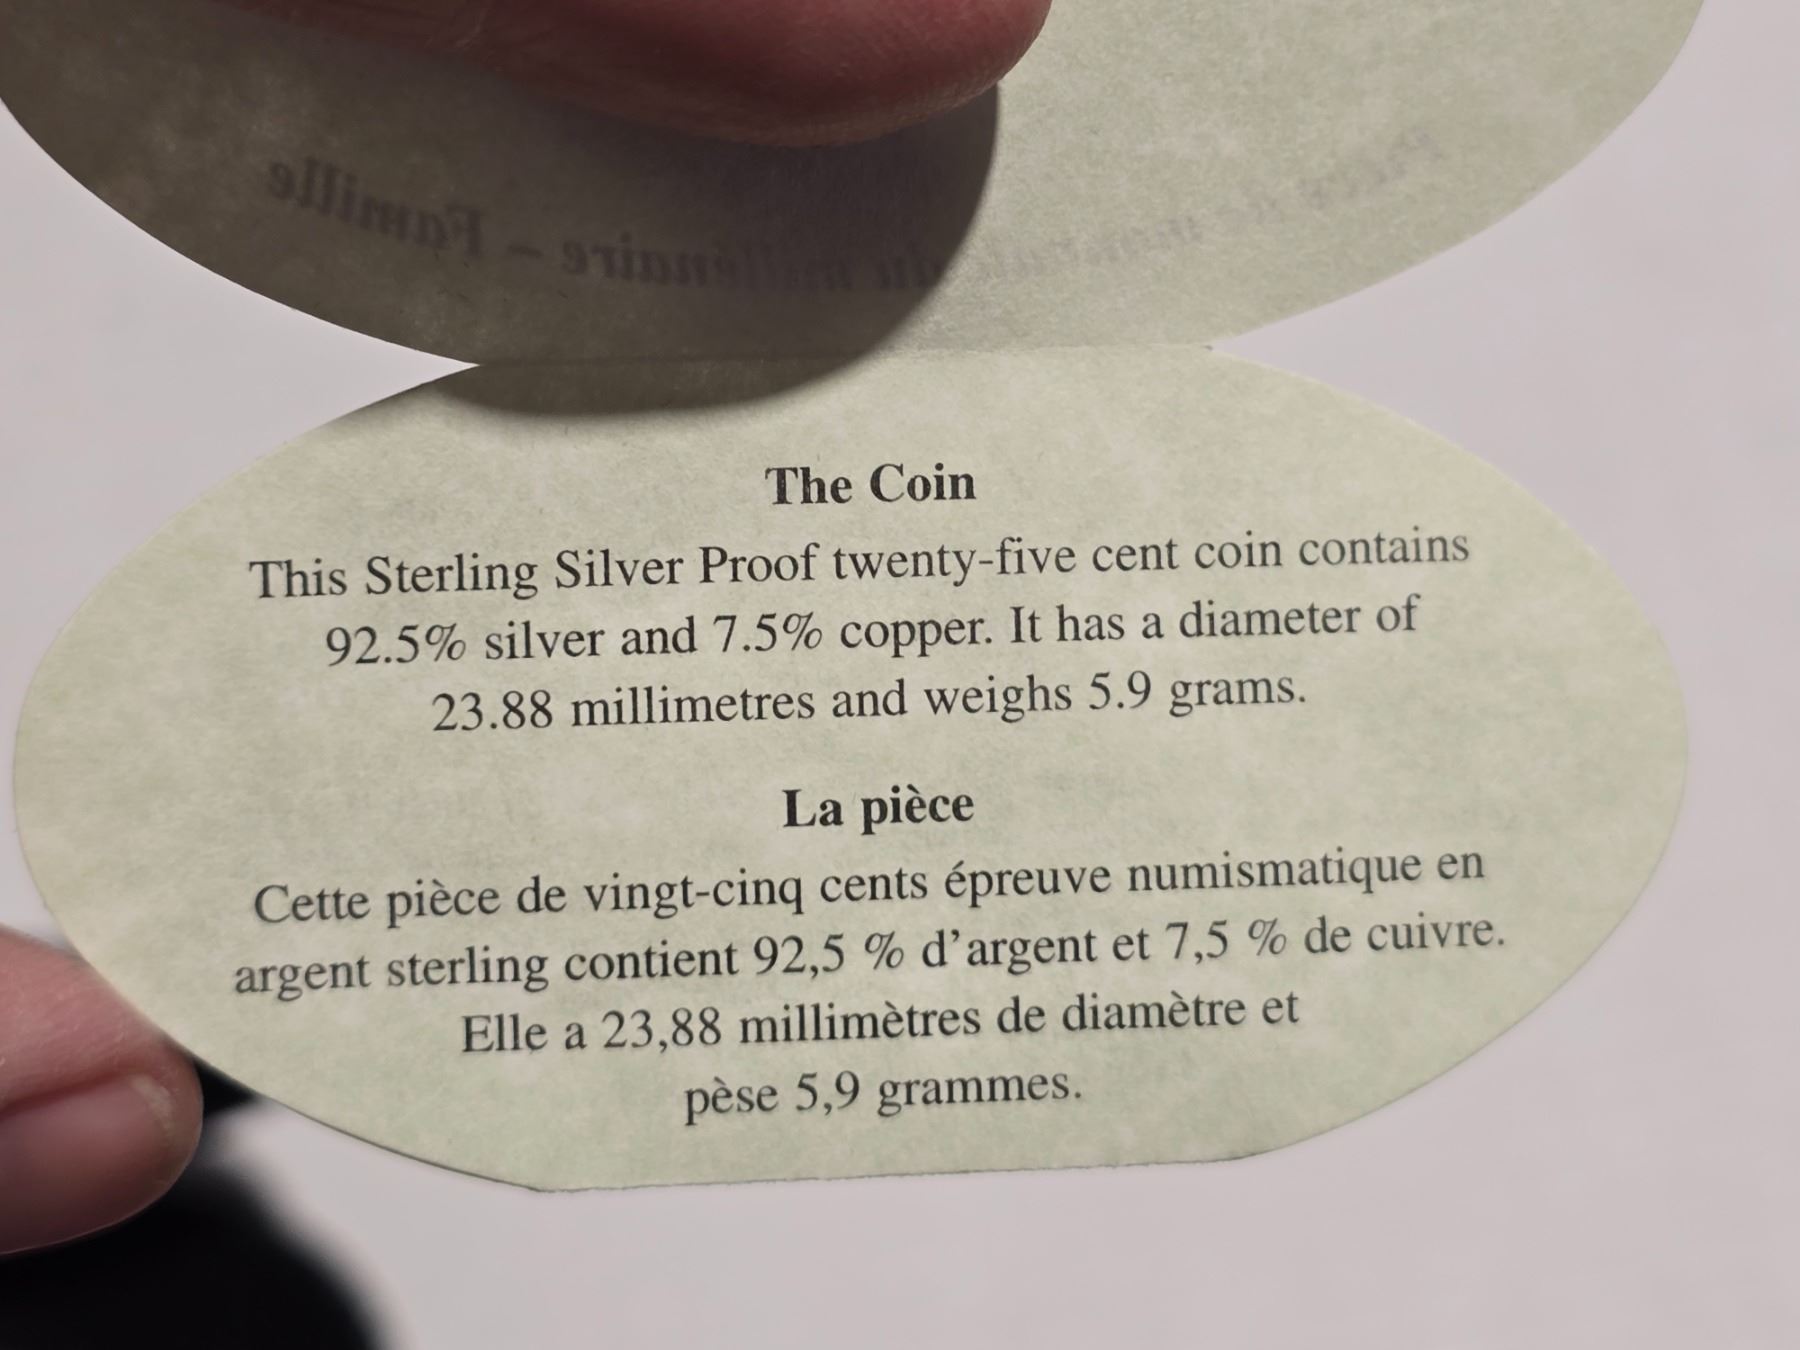 du millénaire – Famille
The Coin
This Sterling Silver Proof twenty-five cent coin contains
92.5% silver and 7.5% copper. It has a diameter of
23.88 millimetres and weighs 5.9 grams.
La pièce
Cette pièce de vingt-cinq cents épreuve numismatique en
argent sterling contient 92,5 % d'argent et 7,5 % de cuivre.
Elle a 23,88 millimètres de diamètre et
pèse 5,9 grammes.